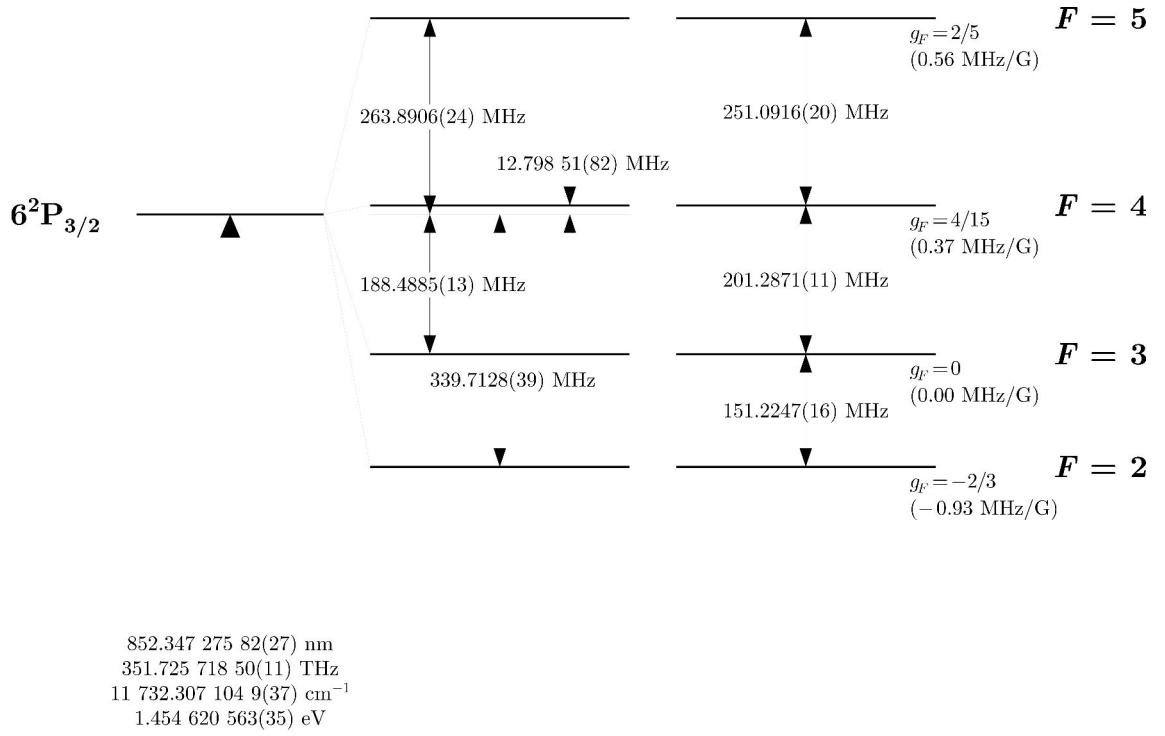 F = 5
g_F = 2/5
(0.56 MHz/G)
263.8906(24) MHz
251.0916(20) MHz
12.798 51(82) MHz
6²P₃/₂
F = 4
g_F = 4/15
(0.37 MHz/G)
188.4885(13) MHz
201.2871(11) MHz
F = 3
g_F = 0
(0.00 MHz/G)
339.7128(39) MHz
151.2247(16) MHz
F = 2
g_F = −2/3
(−0.93 MHz/G)
852.347 275 82(27) nm
351.725 718 50(11) THz
11 732.307 104 9(37) cm⁻¹
1.454 620 563(35) eV